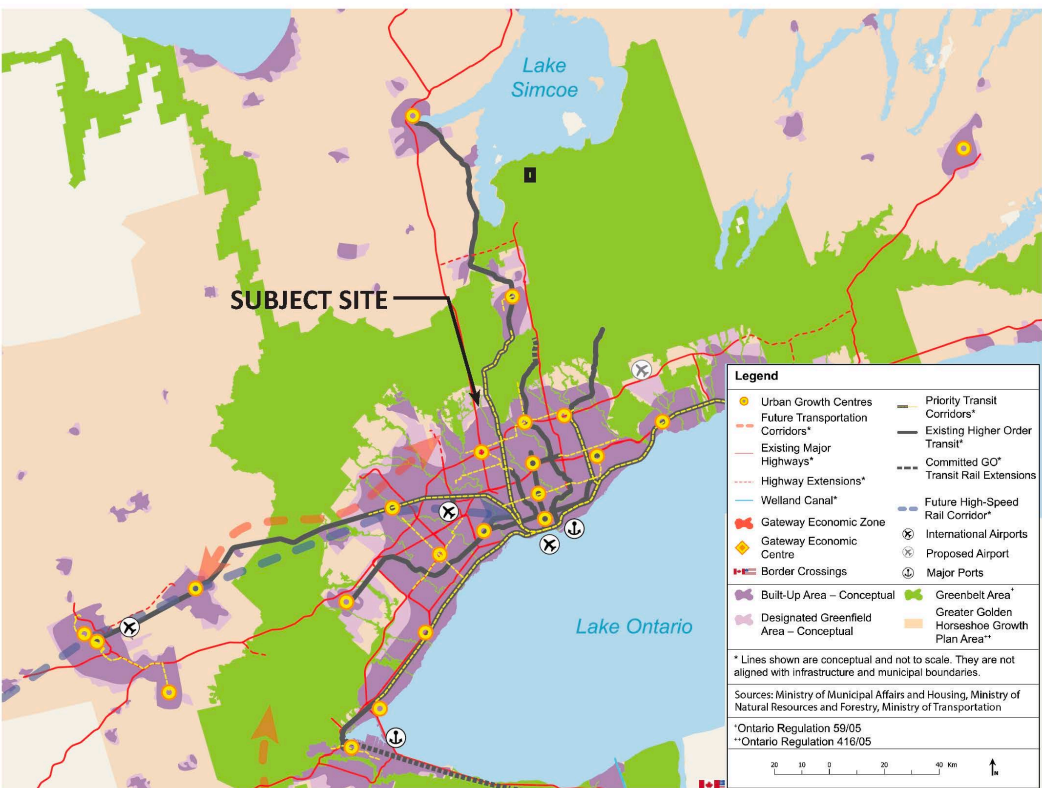 Lake
Simcoe
SUBJECT SITE
Lake Ontario
Legend
Urban Growth Centres
Future Transportation
Corridors*
Existing Major
Highways*
Highway Extensions*
Welland Canal*
Gateway Economic Zone
Gateway Economic
Centre
Border Crossings
Built-Up Area – Conceptual
Designated Greenfield
Area – Conceptual
Priority Transit
Corridors*
Existing Higher Order
Transit*
Committed GO*
Transit Rail Extensions
Future High-Speed
Rail Corridor*
International Airports
Proposed Airport
Major Ports
Greenbelt Area+
Greater Golden
Horseshoe Growth
Plan Area++
* Lines shown are conceptual and not to scale. They are not
aligned with infrastructure and municipal boundaries.
Sources: Ministry of Municipal Affairs and Housing, Ministry of
Natural Resources and Forestry, Ministry of Transportation
+Ontario Regulation 59/05
++Ontario Regulation 416/05
20 10 0 20 40 Km
N